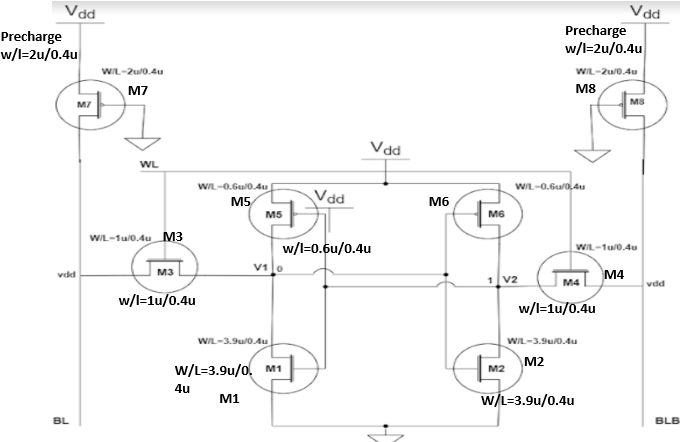 Vdd
Vdd
Precharge
w/l=2u/0.4u
Precharge
w/l=2u/0.4u
W/L=2u/0.4u
W/L=2u/0.4u
M7
M7
M8
M8
Vdd
WL
W/L=0.6u/0.4u
W/L=0.6u/0.4u
Vdd
M5
M5
M6
M6
W/L=1u/0.4u
M3
w/l=0.6u/0.4u
W/L=1u/0.4u
vdd
M3
V1
0
1
V2
M4
M4
vdd
w/l=1u/0.4u
w/l=1u/0.4u
W/L=3.9u/0.4u
W/L=3.9u/0.4u
W/L=3.9u/0.
4u
M1
M1
M2
M2
W/L=3.9u/0.4u
BL
BLB